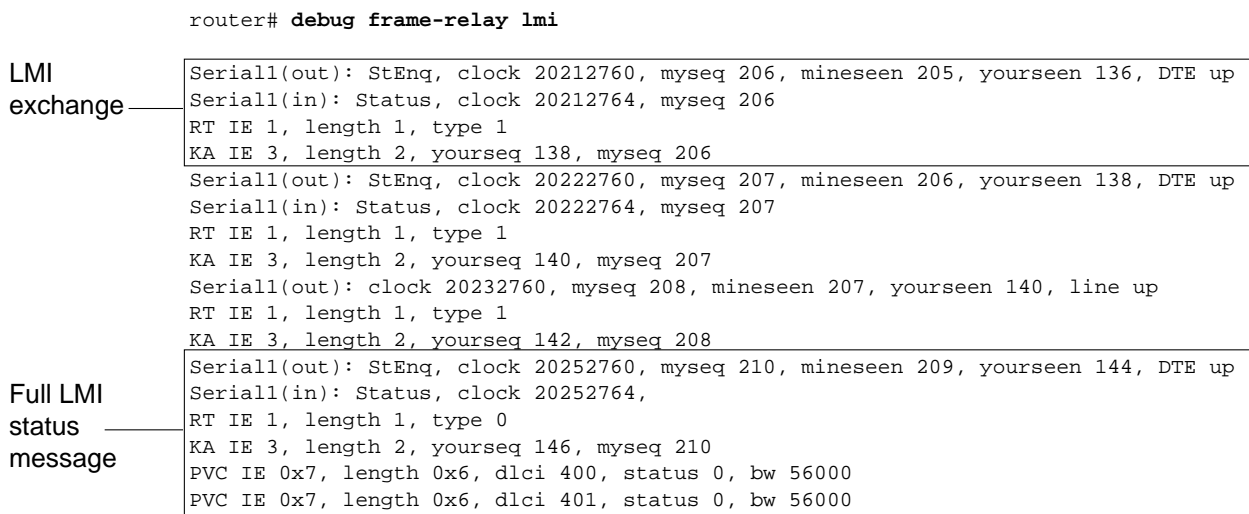 router# debug frame-relay lmi
LMI
exchange
Serial1(out): StEnq, clock 20212760, myseq 206, mineseen 205, yourseen 136, DTE up
Serial1(in): Status, clock 20212764, myseq 206
RT IE 1, length 1, type 1
KA IE 3, length 2, yourseq 138, myseq 206
Serial1(out): StEnq, clock 20222760, myseq 207, mineseen 206, yourseen 138, DTE up
Serial1(in): Status, clock 20222764, myseq 207
RT IE 1, length 1, type 1
KA IE 3, length 2, yourseq 140, myseq 207
Serial1(out): clock 20232760, myseq 208, mineseen 207, yourseen 140, line up
RT IE 1, length 1, type 1
KA IE 3, length 2, yourseq 142, myseq 208
Full LMI
status
message
Serial1(out): StEnq, clock 20252760, myseq 210, mineseen 209, yourseen 144, DTE up
Serial1(in): Status, clock 20252764,
RT IE 1, length 1, type 0
KA IE 3, length 2, yourseq 146, myseq 210
PVC IE 0x7, length 0x6, dlci 400, status 0, bw 56000
PVC IE 0x7, length 0x6, dlci 401, status 0, bw 56000